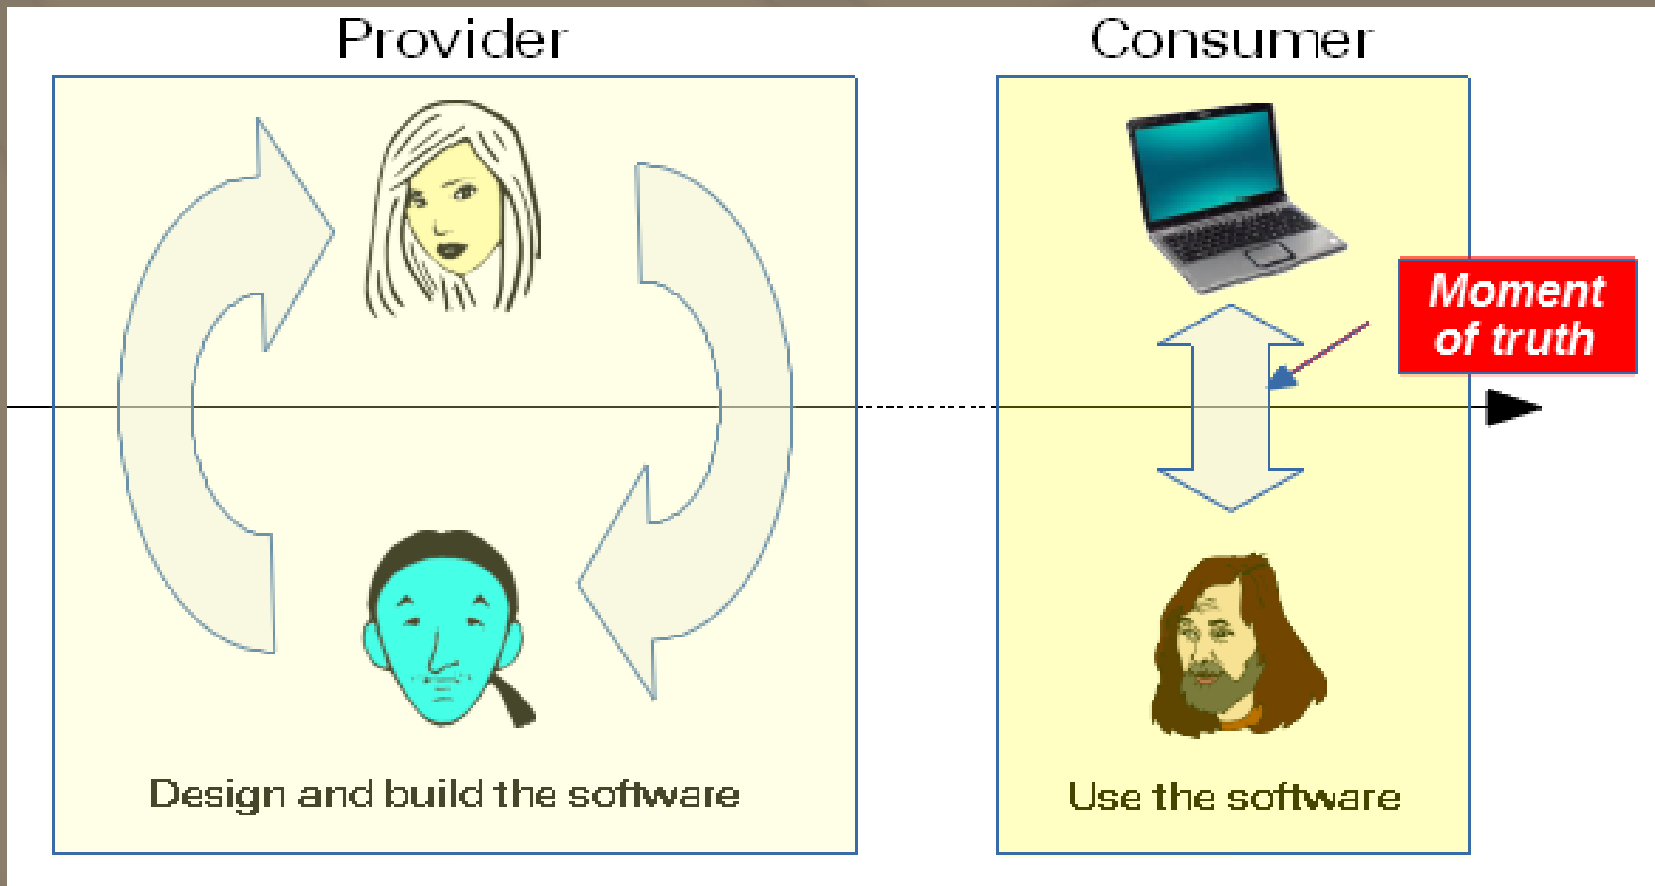 Provider
Consumer
Moment
of truth
Design and build the software
Use the software